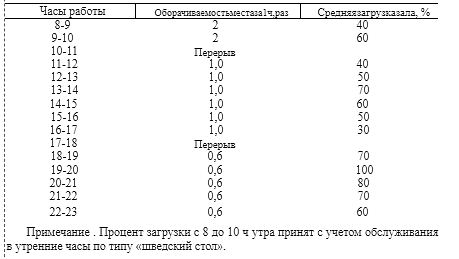 Часы работы Оборачиваемостьместаза1ч,раз Средняязагрузказала, %
8-9 2 40
9-10 2 60
10-11 Перерыв
11-12 1,0 40
12-13 1,0 50
13-14 1,0 70
14-15 1,0 60
15-16 1,0 50
16-17 1,0 30
17-18 Перерыв
18-19 0,6 70
19-20 0,6 100
20-21 0,6 80
21-22 0,6 70
22-23 0,6 60
Примечание . Процент загрузки с 8 до 10 ч утра принят с учетом обслуживания
в утренние часы по типу «шведский стол».